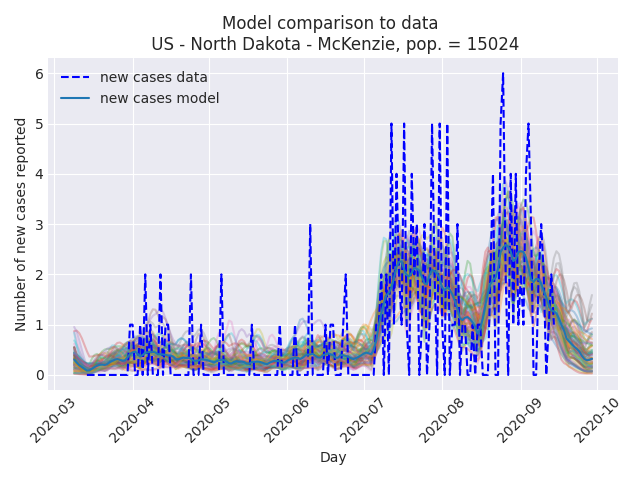 Model comparison to data
US - North Dakota - McKenzie, pop. = 15024
new cases data
new cases model
Number of new cases reported
6
5
4
3
2
1
0
2020-03
2020-04
2020-05
2020-06
2020-07
2020-08
2020-09
2020-10
Day